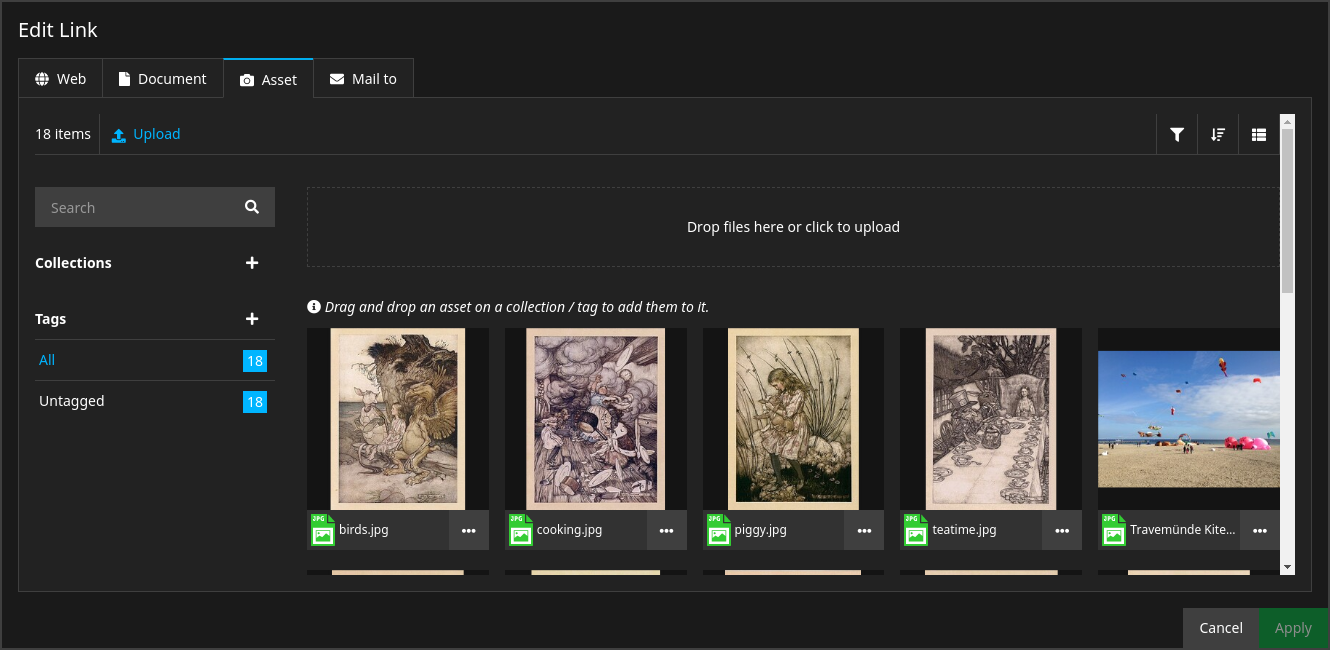 Edit Link
Web
Document
Asset
Mail to
18 items
Upload
Search
Drop files here or click to upload
Collections
Drag and drop an asset on a collection / tag to add them to it.
Tags
All
18
Untagged
18
JPG
birds.jpg
JPG
cooking.jpg
JPG
piggy.jpg
JPG
teatime.jpg
JPG
Travemünde Kite...
Cancel
Apply